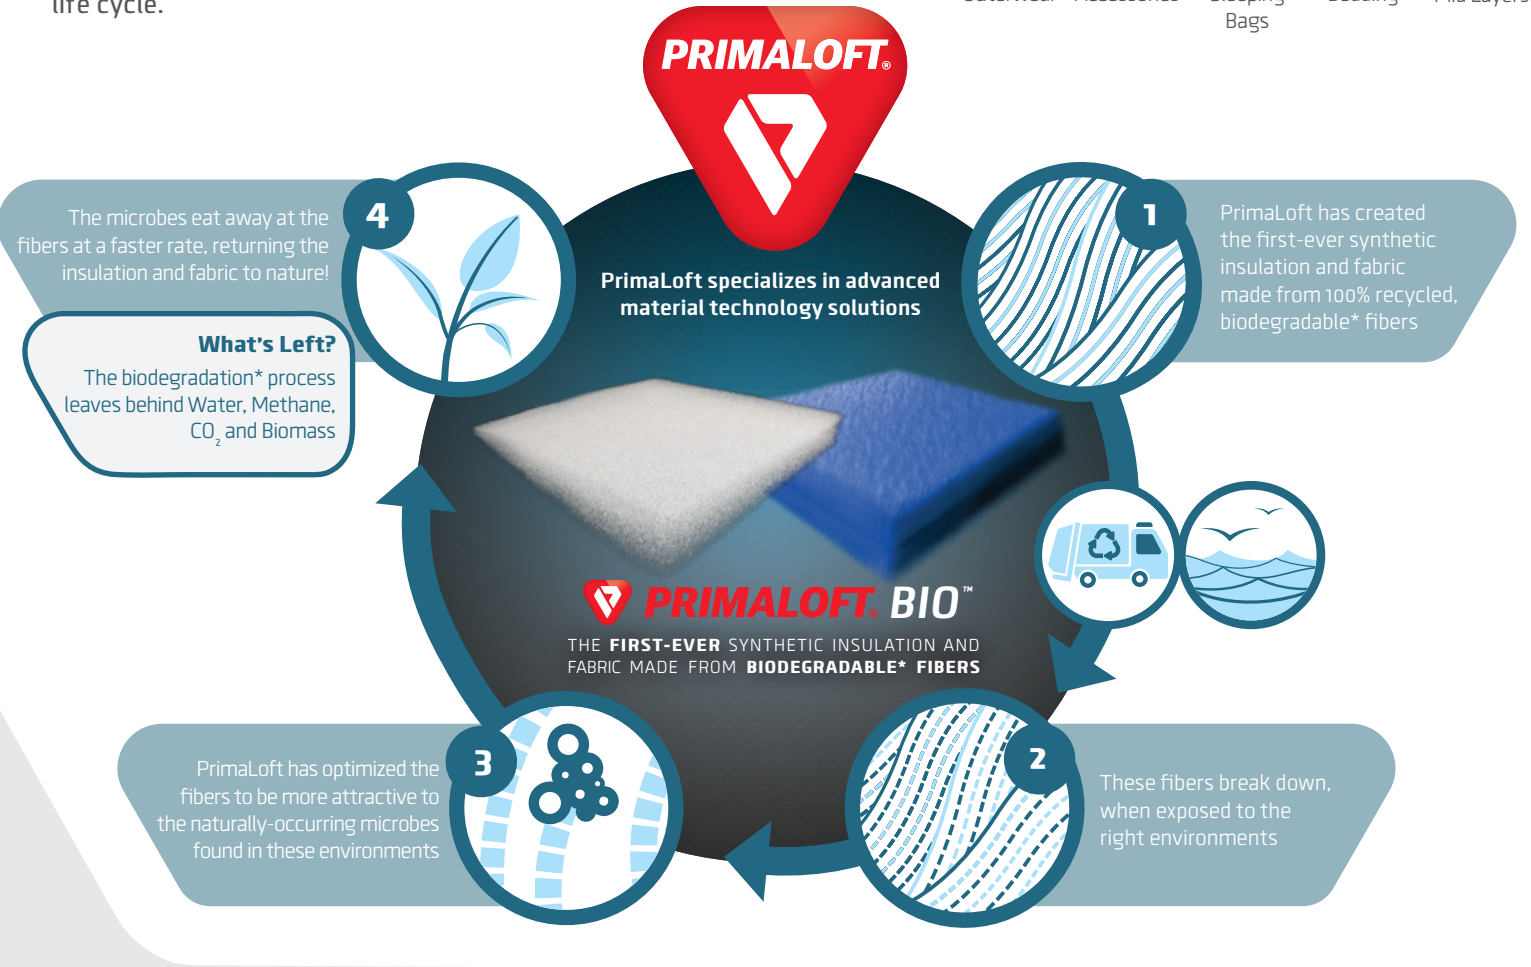 life cycle.
Bags
PRIMALOFT®
4
The microbes eat away at the
fibers at a faster rate, returning the
insulation and fabric to nature!
What's Left?
The biodegradation* process
leaves behind Water, Methane,
CO₂ and Biomass
PrimaLoft specializes in advanced
material technology solutions
1
PrimaLoft has created
the first-ever synthetic
insulation and fabric
made from 100% recycled,
biodegradable* fibers
PRIMALOFT® BIO™
THE FIRST-EVER SYNTHETIC INSULATION AND
FABRIC MADE FROM BIODEGRADABLE* FIBERS
3
PrimaLoft has optimized the
fibers to be more attractive to
the naturally-occurring microbes
found in these environments
2
These fibers break down,
when exposed to the
right environments